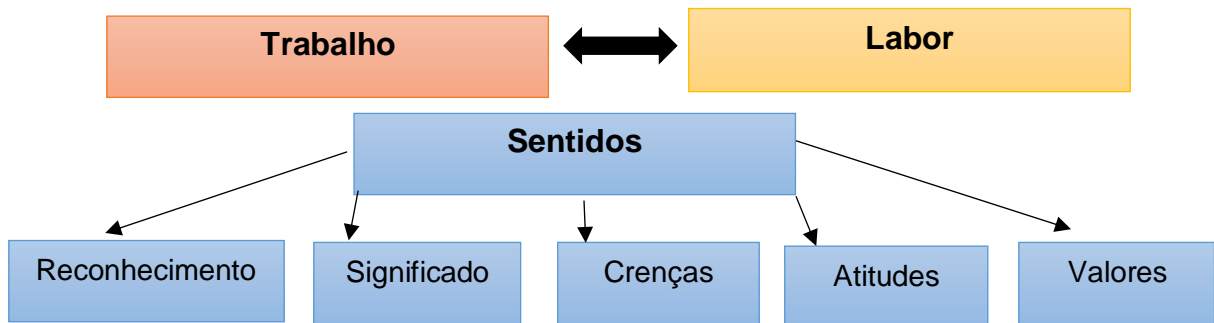 Trabalho
Labor
Sentidos
Reconhecimento
Significado
Crenças
Atitudes
Valores